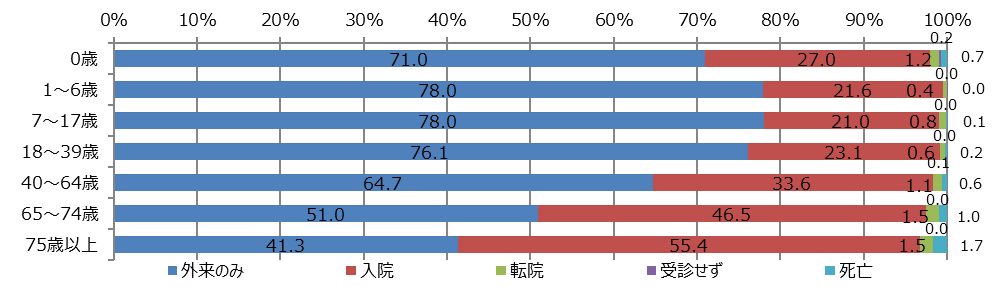 0% 10% 20% 30% 40% 50% 60% 70% 80% 90% 100%
0歳 71.0 27.0 1.2 0.2 0.7
1～6歳 78.0 21.6 0.4 0.0 0.0
7～17歳 78.0 21.0 0.8 0.0 0.1
18～39歳 76.1 23.1 0.6 0.0 0.2
40～64歳 64.7 33.6 1.1 0.1 0.6
65～74歳 51.0 46.5 1.5 0.0 1.0
75歳以上 41.3 55.4 1.5 0.0 1.7
外来のみ 入院 転院 受診せず 死亡